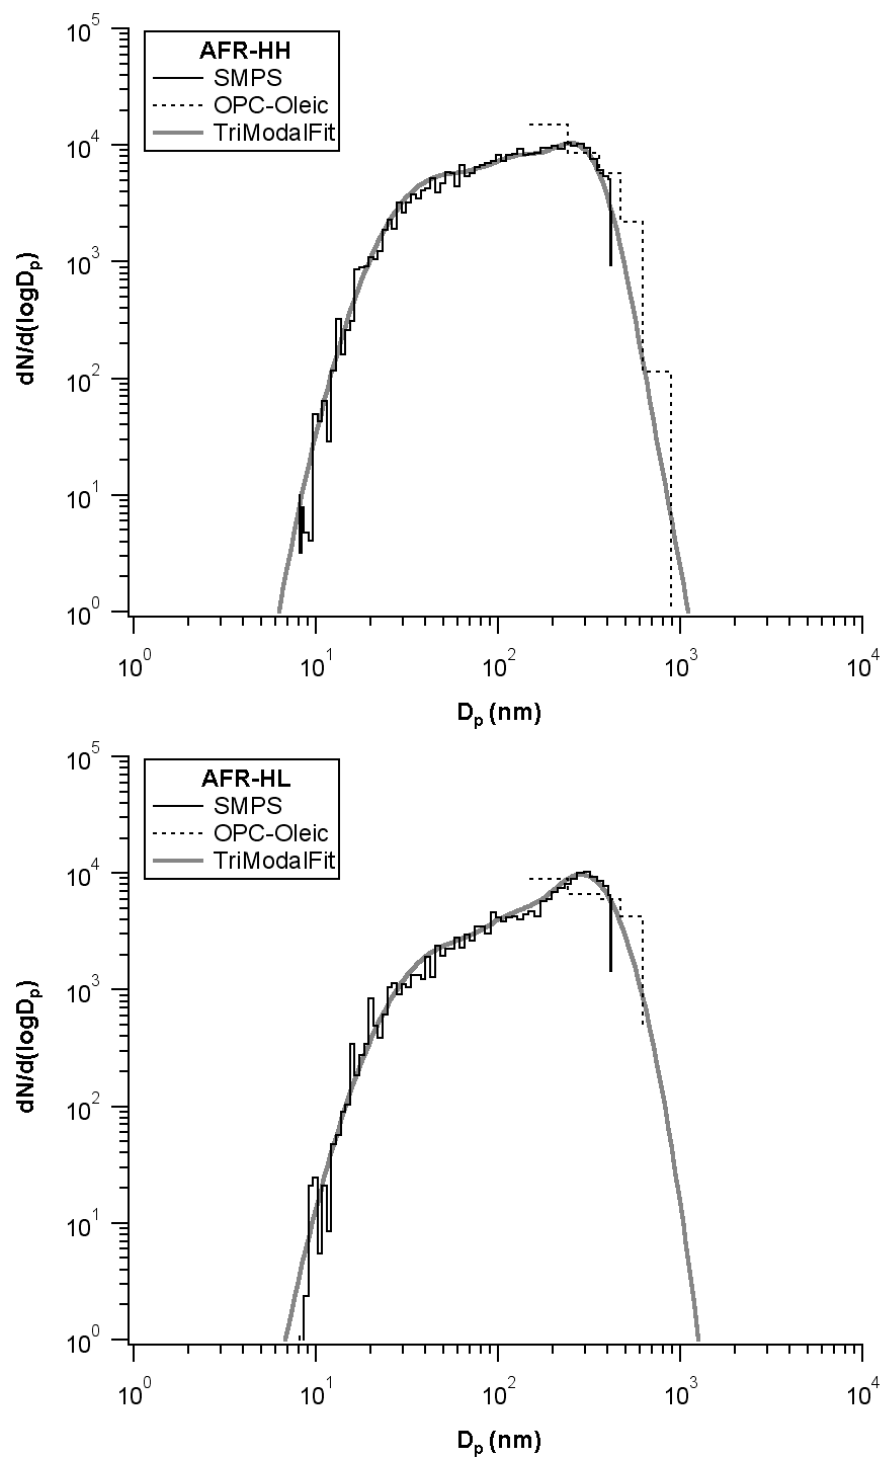 10^5
AFR-HH
SMPS
OPC-Oleic
TriModalFit
10^4
10^3
10^2
10^1
10^0
dN/d(logD_p)
10^0 10^1 10^2 10^3 10^4
D_p (nm)
10^5
AFR-HL
SMPS
OPC-Oleic
TriModalFit
10^4
10^3
10^2
10^1
10^0
dN/d(logD_p)
10^0 10^1 10^2 10^3 10^4
D_p (nm)